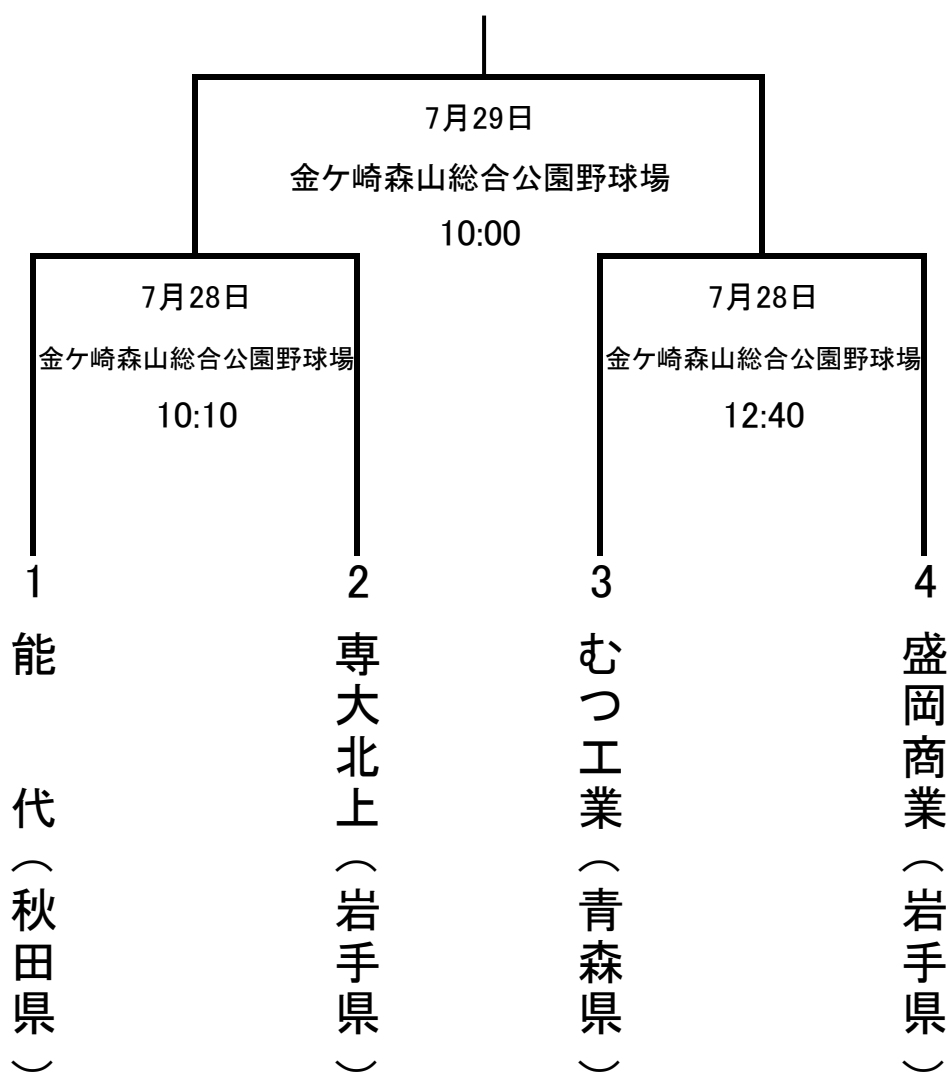 7月29日
金ケ崎森山総合公園野球場
10:00
7月28日
金ケ崎森山総合公園野球場
10:10
7月28日
金ケ崎森山総合公園野球場
12:40
1
能代(秋田県)
2
専大北上(岩手県)
3
むつ工業(青森県)
4
盛岡商業(岩手県)